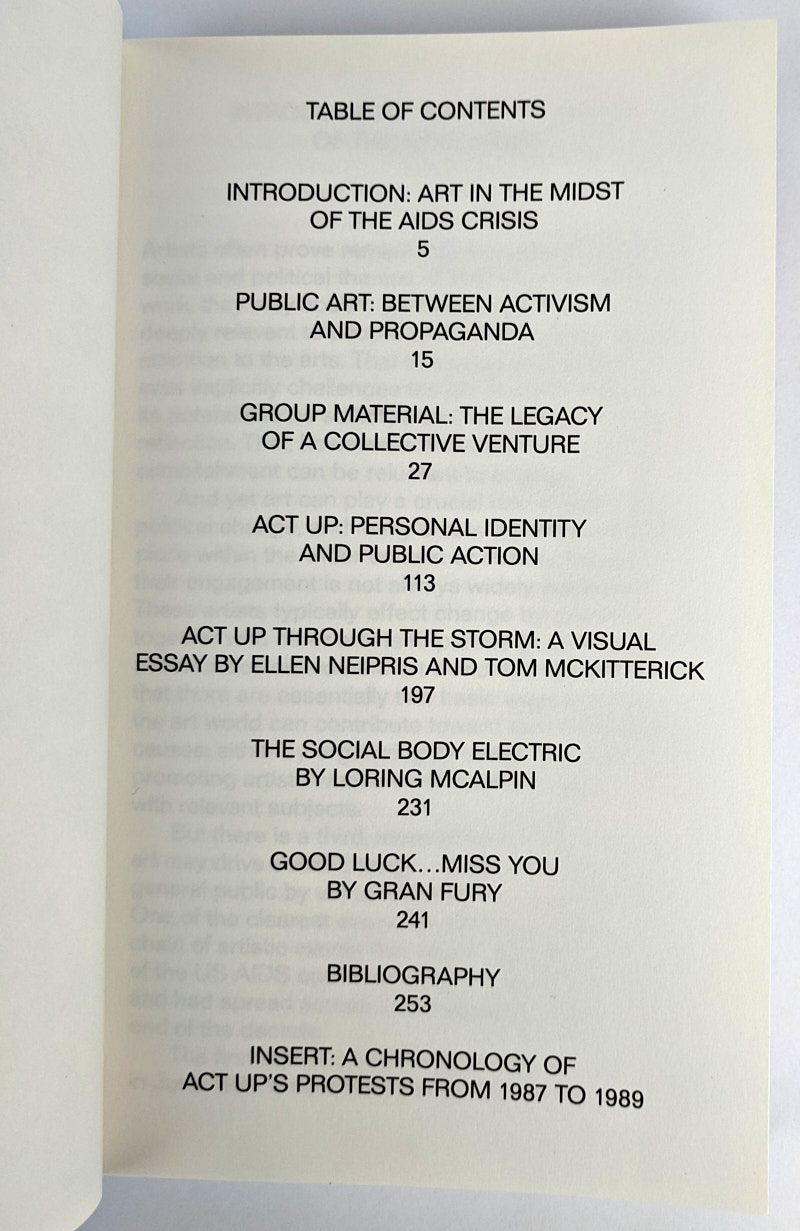 TABLE OF CONTENTS
INTRODUCTION: ART IN THE MIDST
OF THE AIDS CRISIS
5
PUBLIC ART: BETWEEN ACTIVISM
AND PROPAGANDA
15
GROUP MATERIAL: THE LEGACY
OF A COLLECTIVE VENTURE
27
ACT UP: PERSONAL IDENTITY
AND PUBLIC ACTION
113
ACT UP THROUGH THE STORM: A VISUAL
ESSAY BY ELLEN NEIPRIS AND TOM MCKITTERICK
197
THE SOCIAL BODY ELECTRIC
BY LORING MCALPIN
231
GOOD LUCK...MISS YOU
BY GRAN FURY
241
BIBLIOGRAPHY
253
INSERT: A CHRONOLOGY OF
ACT UP'S PROTESTS FROM 1987 TO 1989